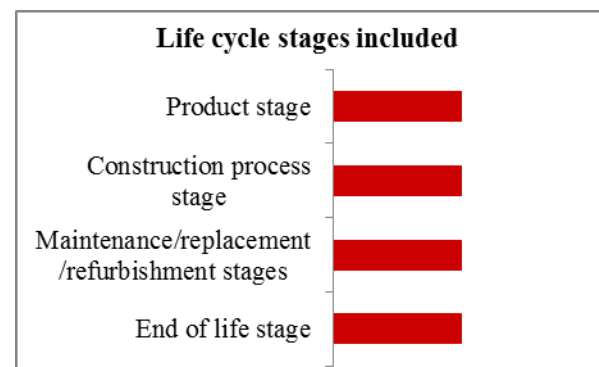 Life cycle stages included
Product stage
Construction process
stage
Maintenance/replacement
/refurbishment stages
End of life stage